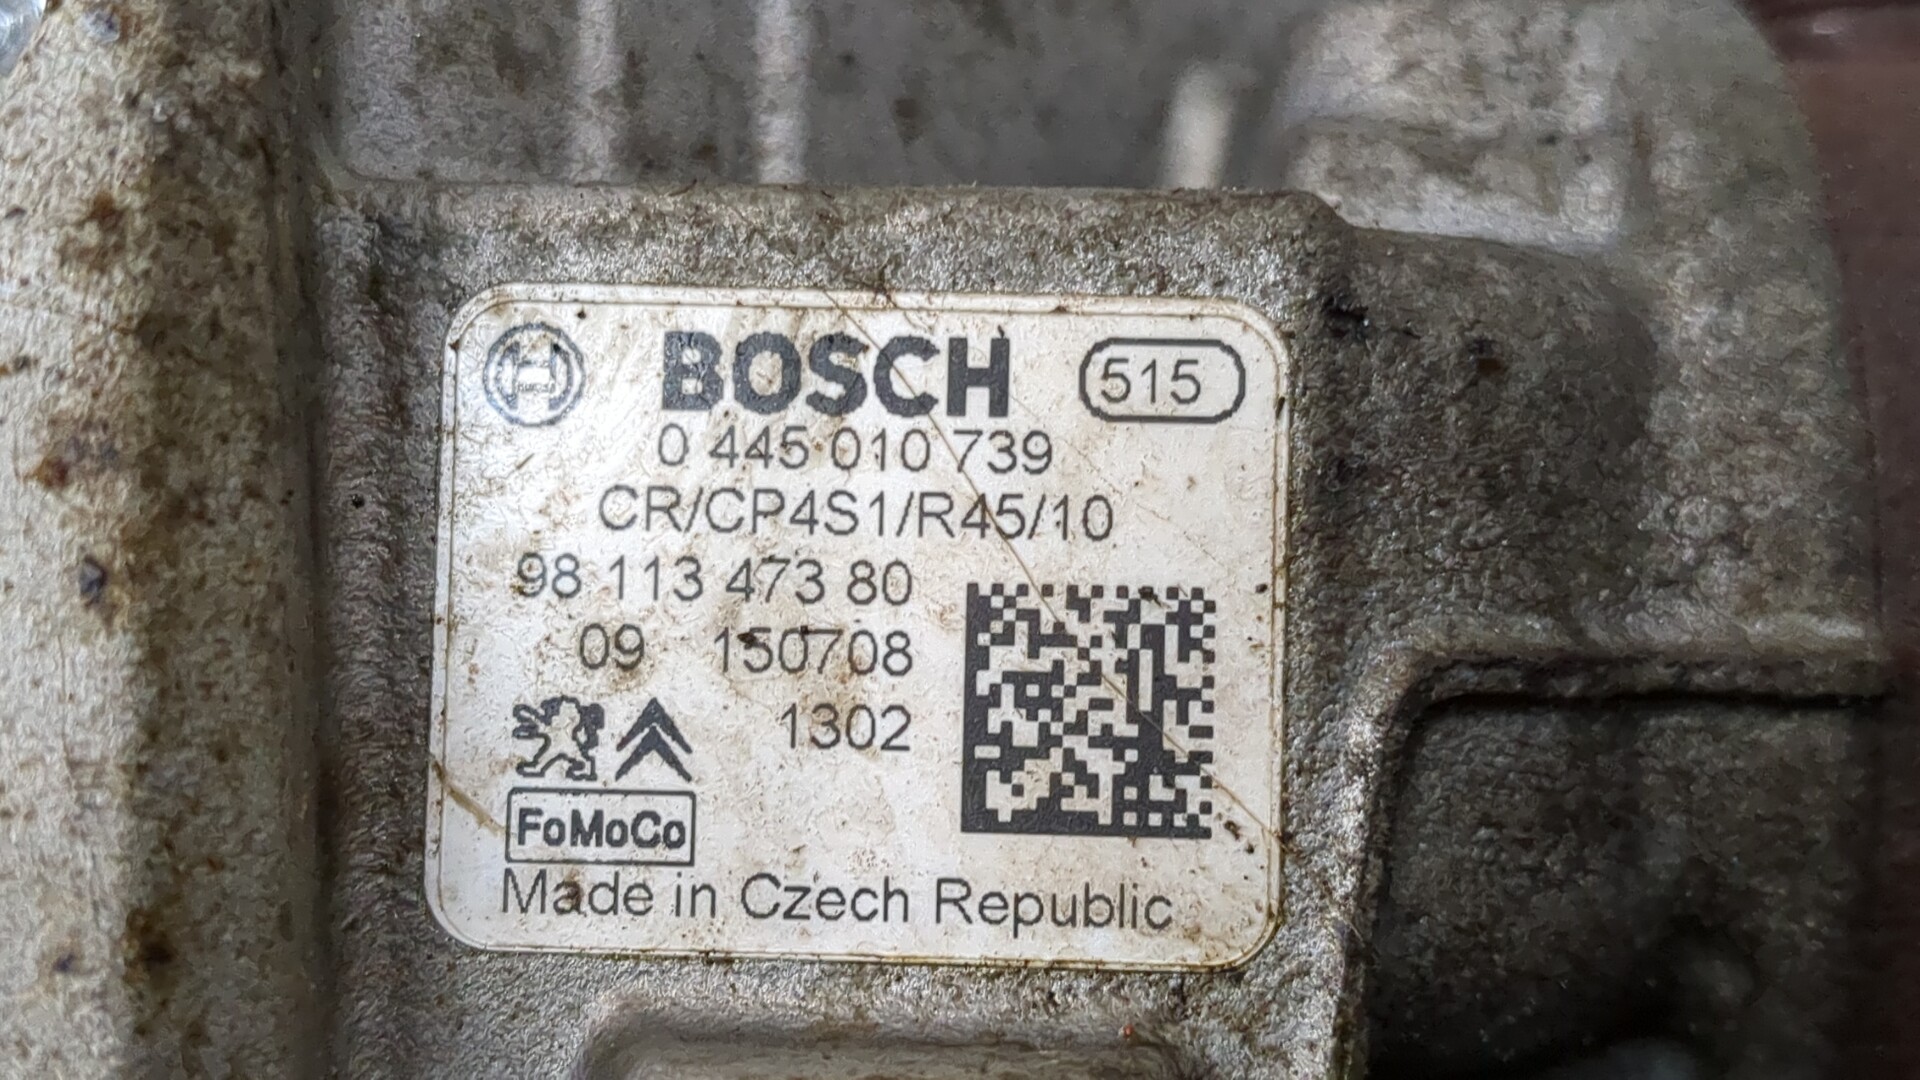 BOSCH 515
0 445 010 739
CR/CP4S1/R45/10
98 113 473 80
09 150708
1302
FoMoCo
Made in Czech Republic